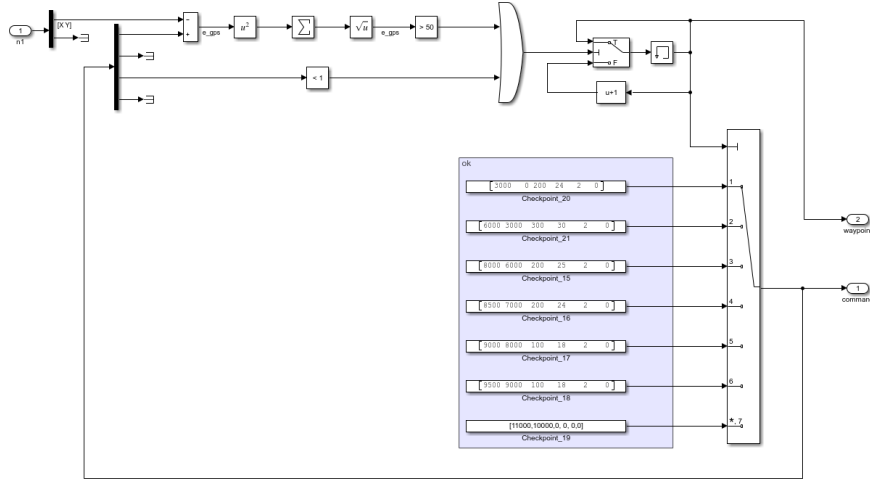 1
n1
[X Y]
−
+
e_gps
u²
∑
√u
e_gps
> 50
< 1
T
F
u+1
ok
[3000 0 200 24 2 0]
Checkpoint_20
[6000 3000 300 30 2 0]
Checkpoint_21
[8000 6000 200 25 2 0]
Checkpoint_15
[8500 7000 200 24 2 0]
Checkpoint_16
[9000 8000 100 18 2 0]
Checkpoint_17
[9500 9000 100 18 2 0]
Checkpoint_18
[11000,10000,0, 0, 0,0]
Checkpoint_19
1
2
3
4
5
6
*, 7
2
waypoin
1
comman